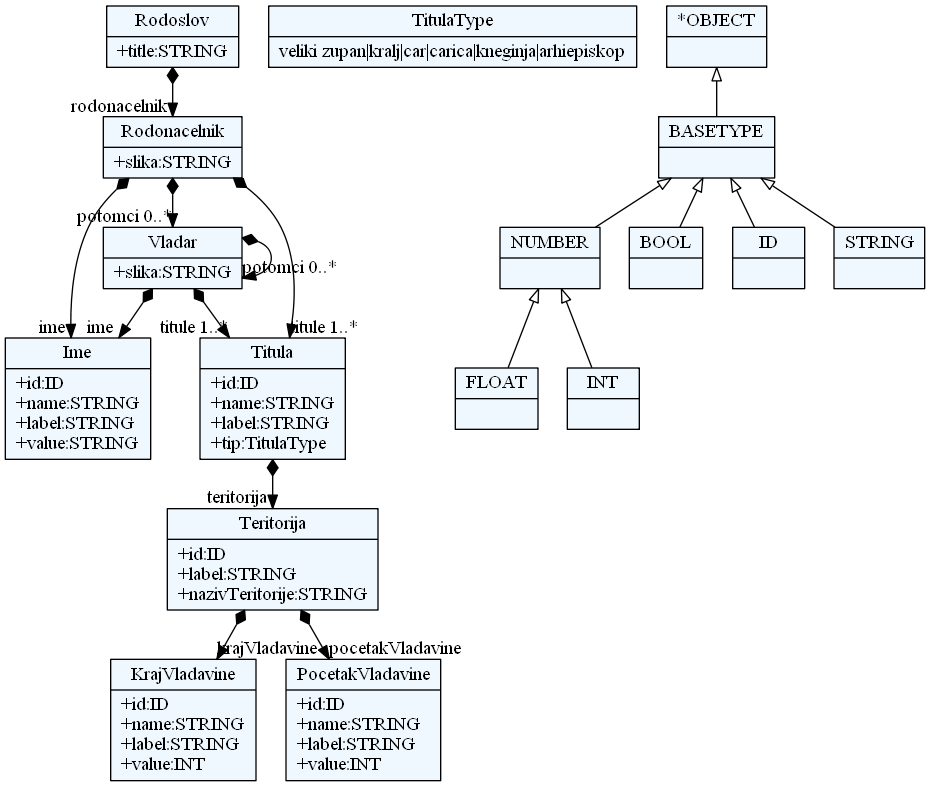 Rodoslov
+title:STRING
TitulaType
veliki zupan|kralj|car|carica|kneginja|arhiepiskop
*OBJECT
rodonacelnik
Rodonacelnik
+slika:STRING
BASETYPE
potomci 0..*
Vladar
+slika:STRING
potomci 0..*
NUMBER
BOOL
ID
STRING
ime
ime
titule 1..*
titule 1..*
Ime
+id:ID
+name:STRING
+label:STRING
+value:STRING
Titula
+id:ID
+name:STRING
+label:STRING
+tip:TitulaType
FLOAT
INT
teritorija
Teritorija
+id:ID
+label:STRING
+nazivTeritorije:STRING
krajVladavine
pocetakVladavine
KrajVladavine
+id:ID
+name:STRING
+label:STRING
+value:INT
PocetakVladavine
+id:ID
+name:STRING
+label:STRING
+value:INT